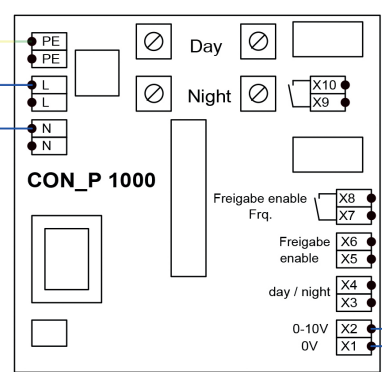 PE
PE
Day
L
L
Night
X10
X9
N
N
CON_P 1000
Freigabe enable X8
Frq. X7
Freigabe X6
enable X5
day / night
X4
X3
0-10V X2
0V X1